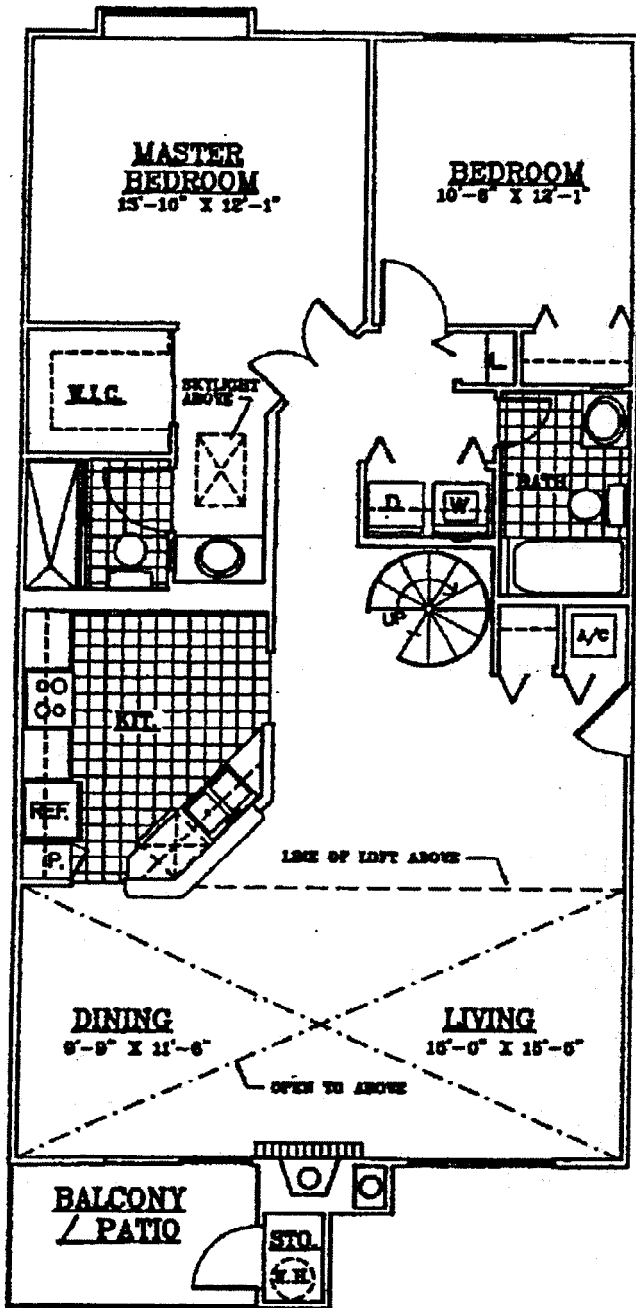 MASTER
BEDROOM
13'-10" X 12'-1"
BEDROOM
10'-8" X 12'-1"
W.I.C.
SKYLIGHT
ABOVE
L
D.
W
BATH
UP
A/C
KIT.
REF.
P.
LINE OF LOFT ABOVE
DINING
9'-9" X 11'-6"
LIVING
15'-0" X 15'-5"
OPEN TO ABOVE
BALCONY
/ PATIO
STO.
W.H.